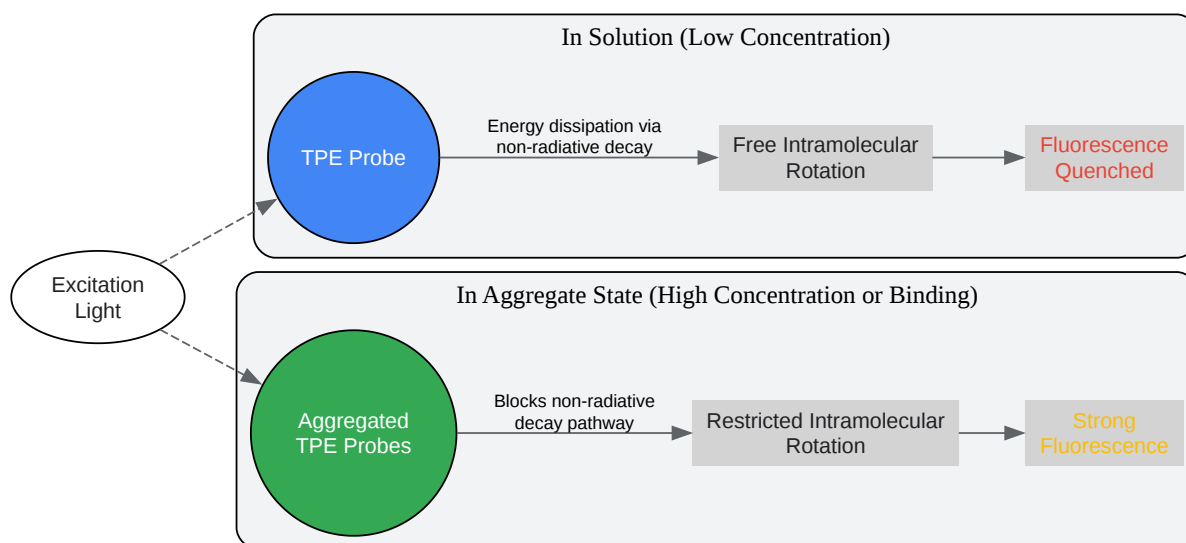 In Solution (Low Concentration)
TPE Probe
Energy dissipation via
non-radiative decay
Free Intramolecular
Rotation
Fluorescence
Quenched
Excitation
Light
In Aggregate State (High Concentration or Binding)
Aggregated
TPE Probes
Blocks non-radiative
decay pathway
Restricted Intramolecular
Rotation
Strong
Fluorescence